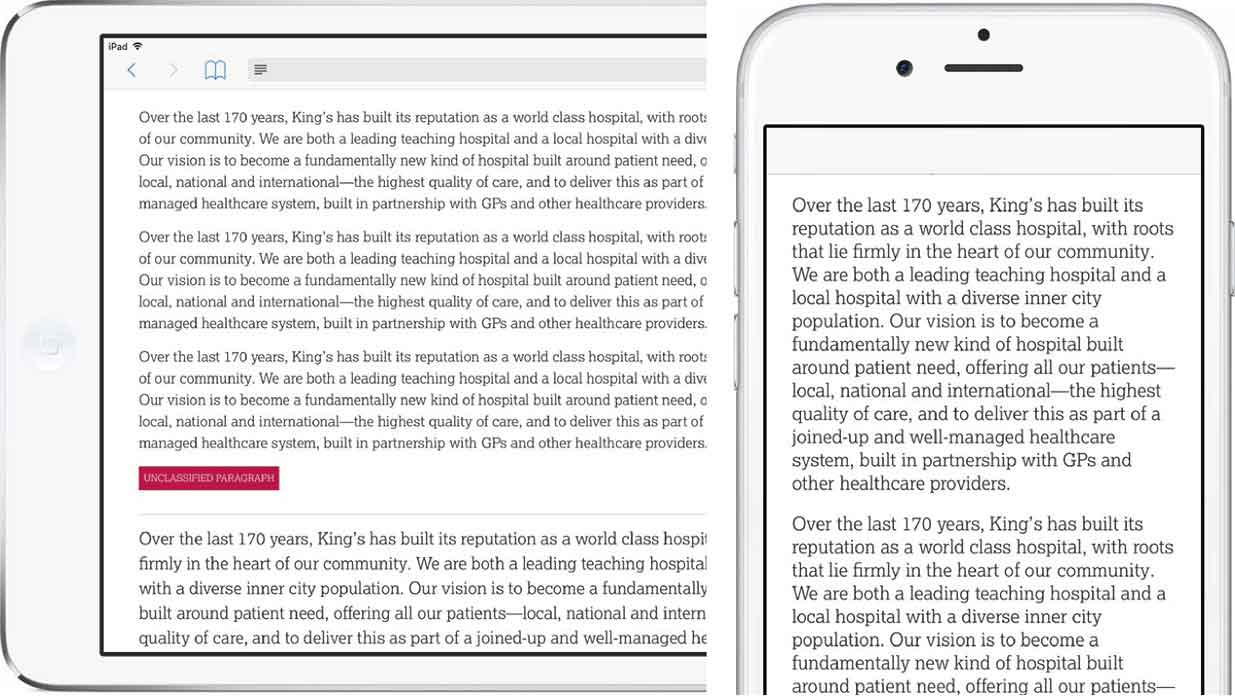 iPad
Over the last 170 years, King's has built its reputation as a world class hospital, with roots
of our community. We are both a leading teaching hospital and a local hospital with a dive
Our vision is to become a fundamentally new kind of hospital built around patient need, o
local, national and international—the highest quality of care, and to deliver this as part of
managed healthcare system, built in partnership with GPs and other healthcare providers.
Over the last 170 years, King's has built its reputation as a world class hospital, with roots
of our community. We are both a leading teaching hospital and a local hospital with a dive
Our vision is to become a fundamentally new kind of hospital built around patient need, o
local, national and international—the highest quality of care, and to deliver this as part of
managed healthcare system, built in partnership with GPs and other healthcare providers.
Over the last 170 years, King's has built its reputation as a world class hospital, with roots
of our community. We are both a leading teaching hospital and a local hospital with a dive
Our vision is to become a fundamentally new kind of hospital built around patient need, o
local, national and international—the highest quality of care, and to deliver this as part of
managed healthcare system, built in partnership with GPs and other healthcare providers.
UNCLASSIFIED PARAGRAPH
Over the last 170 years, King's has built its reputation as a world class hospit
firmly in the heart of our community. We are both a leading teaching hospital
with a diverse inner city population. Our vision is to become a fundamentally
built around patient need, offering all our patients—local, national and intern
quality of care, and to deliver this as part of a joined-up and well-managed he
Over the last 170 years, King's has built its
reputation as a world class hospital, with roots
that lie firmly in the heart of our community.
We are both a leading teaching hospital and a
local hospital with a diverse inner city
population. Our vision is to become a
fundamentally new kind of hospital built
around patient need, offering all our patients—
local, national and international—the highest
quality of care, and to deliver this as part of a
joined-up and well-managed healthcare
system, built in partnership with GPs and
other healthcare providers.
Over the last 170 years, King's has built its
reputation as a world class hospital, with roots
that lie firmly in the heart of our community.
We are both a leading teaching hospital and a
local hospital with a diverse inner city
population. Our vision is to become a
fundamentally new kind of hospital built
around patient need, offering all our patients—